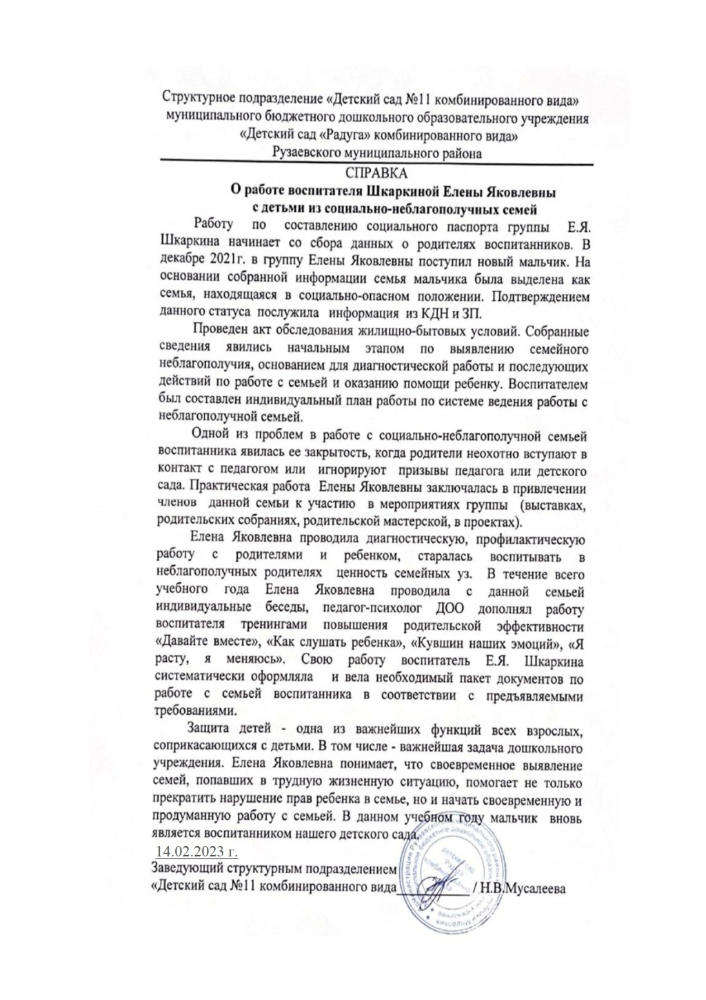 Структурное подразделение «Детский сад №11 комбинированного вида»
муниципального бюджетного дошкольного образовательного учреждения
«Детский сад «Радуга» комбинированного вида»
Рузаевского муниципального района
СПРАВКА
О работе воспитателя Шкаркиной Елены Яковлевны
с детьми из социально-неблагополучных семей
Работу по составлению социального паспорта группы Е.Я.
Шкаркина начинает со сбора данных о родителях воспитанников. В
декабре 2021г. в группу Елены Яковлевны поступил новый мальчик. На
основании собранной информации семья мальчика была выделена как
семья, находящаяся в социально-опасном положении. Подтверждением
данного статуса послужила информация из КДН и ЗП.
Проведен акт обследования жилищно-бытовых условий. Собранные
сведения явились начальным этапом по выявлению семейного
неблагополучия, основанием для диагностической работы и последующих
действий по работе с семьей и оказанию помощи ребенку. Воспитателем
был составлен индивидуальный план работы по системе ведения работы с
неблагополучной семьей.
Одной из проблем в работе с социально-неблагополучной семьей
воспитанника явилась ее закрытость, когда родители неохотно вступают в
контакт с педагогом или игнорируют призывы педагога или детского
сада. Практическая работа Елены Яковлевны заключалась в привлечении
членов данной семьи к участию в мероприятиях группы (выставках,
родительских собраниях, родительской мастерской, в проектах).
Елена Яковлевна проводила диагностическую, профилактическую
работу с родителями и ребенком, старалась воспитывать в
неблагополучных родителях ценность семейных уз. В течение всего
учебного года Елена Яковлевна проводила с данной семьей
индивидуальные беседы, педагог-психолог ДОО дополнял работу
воспитателя тренингами повышения родительской эффективности
«Давайте вместе», «Как слушать ребенка», «Кувшин наших эмоций», «Я
расту, я меняюсь». Свою работу воспитатель Е.Я. Шкаркина
систематически оформляла и вела необходимый пакет документов по
работе с семьей воспитанника в соответствии с предъявляемыми
требованиями.
Защита детей - одна из важнейших функций всех взрослых,
соприкасающихся с детьми. В том числе - важнейшая задача дошкольного
учреждения. Елена Яковлевна понимает, что своевременное выявление
семей, попавших в трудную жизненную ситуацию, помогает не только
прекратить нарушение прав ребенка в семье, но и начать своевременную и
продуманную работу с семьей. В данном учебном году мальчик вновь
является воспитанником нашего детского сада.
14.02.2023 г.
Заведующий структурным подразделением
«Детский сад №11 комбинированного вида___________ / Н.В.Мусалеева